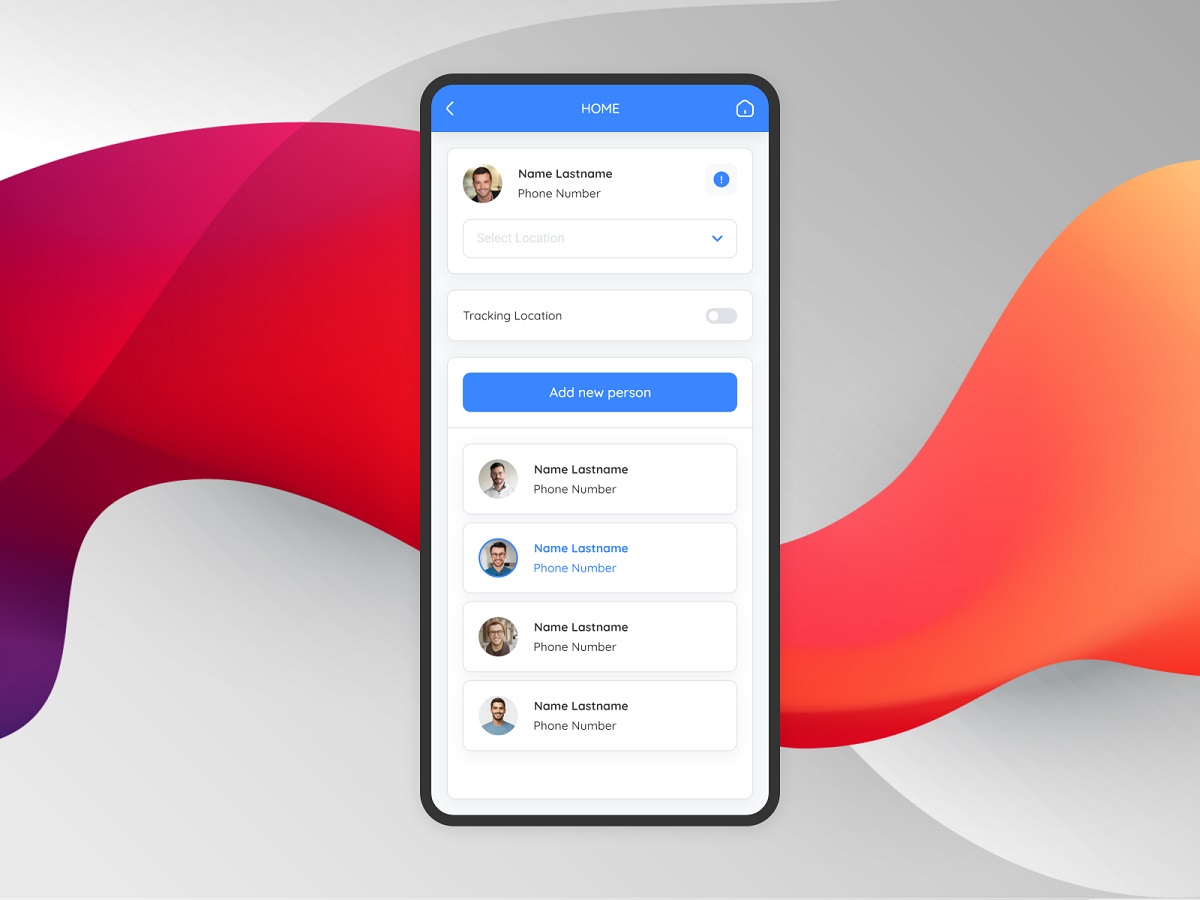 HOME
Name Lastname
Phone Number
Select Location
Tracking Location
Add new person
Name Lastname
Phone Number
Name Lastname
Phone Number
Name Lastname
Phone Number
Name Lastname
Phone Number